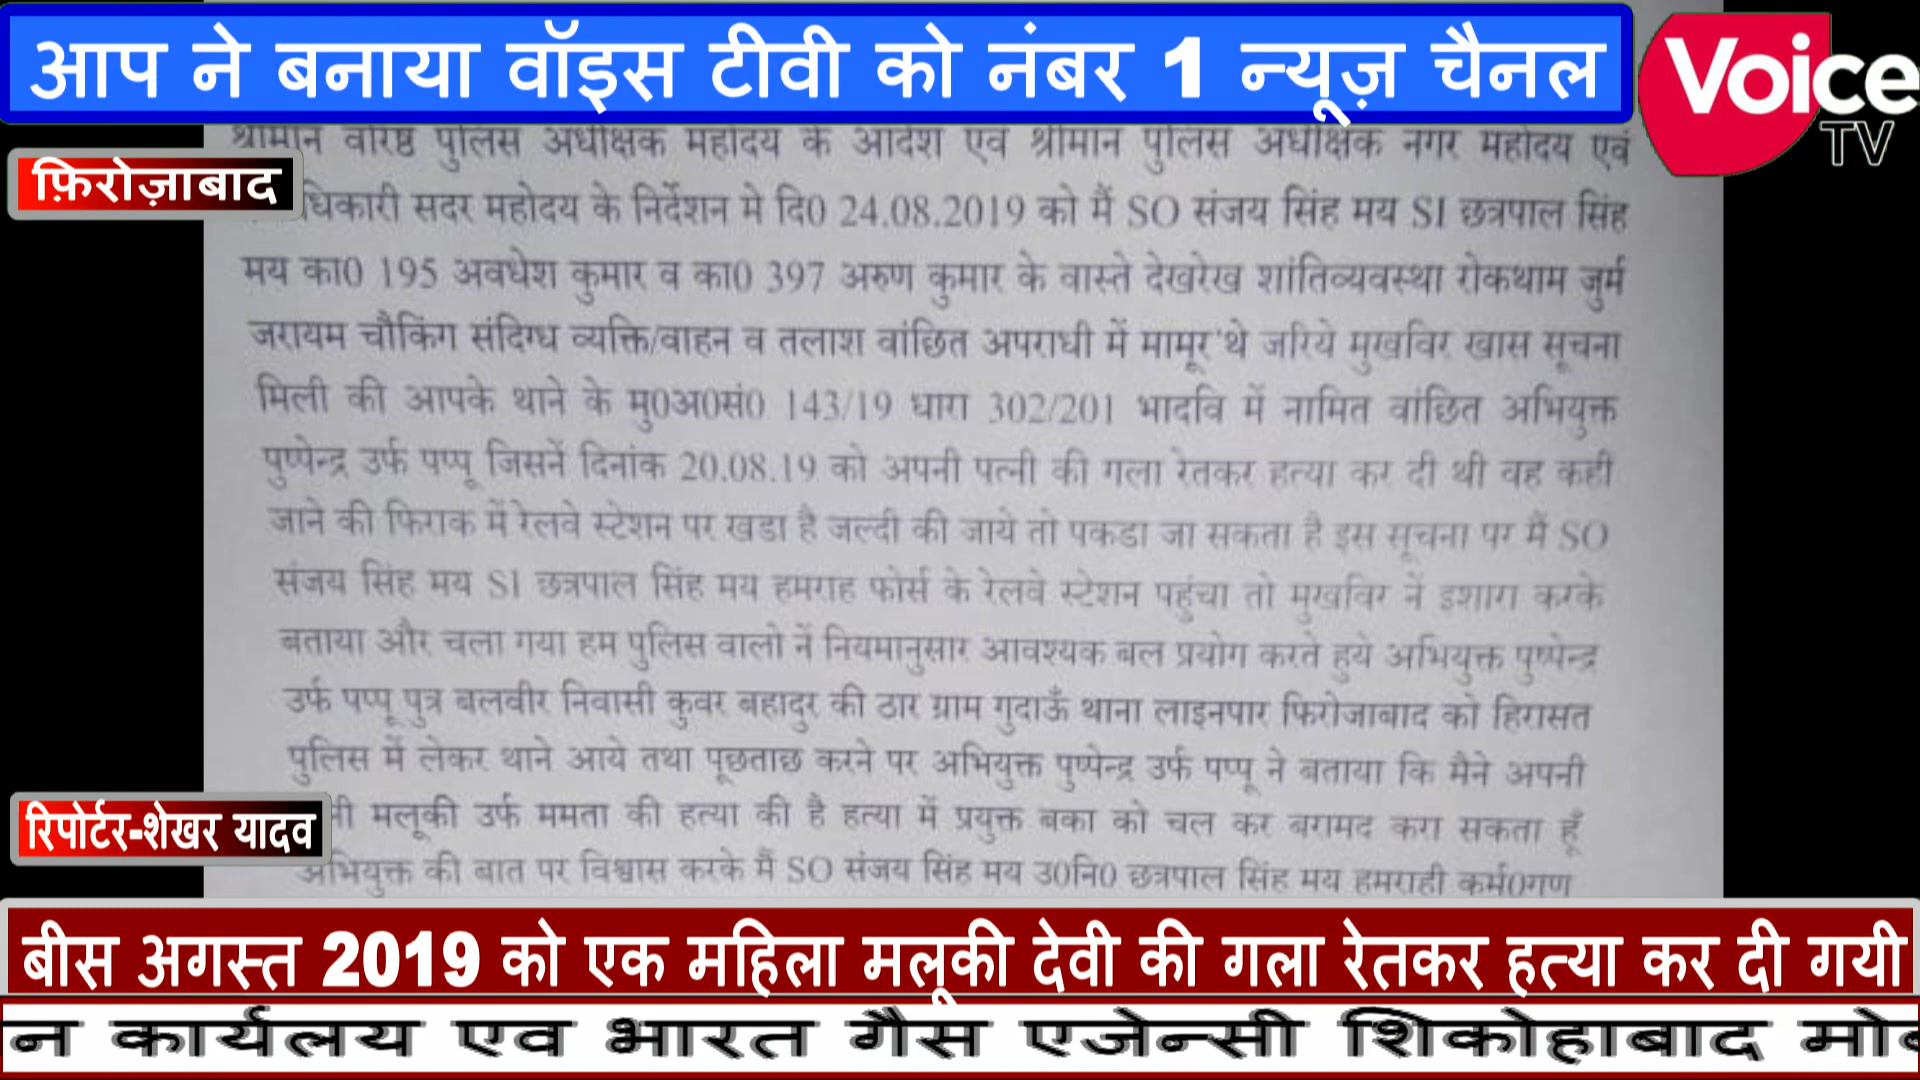 आप ने बनाया वॉइस टीवी को नंबर 1 न्यूज़ चैनल
Voice
TV
फ़िरोज़ाबाद
श्रीमान वरिष्ठ पुलिस अधीक्षक महोदय के आदेश एवं श्रीमान पुलिस अधीक्षक नगर महोदय एवं
धिकारी सदर महोदय के निर्देशन मे दि0 24.08.2019 को मैं SO संजय सिंह मय SI छत्रपाल सिंह
मय का0 195 अवधेश कुमार व का0 397 अरुण कुमार के वास्ते देखरेख शांतिव्यवस्था रोकथाम जुर्म
जरायम चौकिंग संदिग्ध व्यक्ति/वाहन व तलाश वांछित अपराधी में मामूर थे जरिये मुखविर खास सूचना
मिली की आपके थाने के मु0अ0सं0 143/19 धारा 302/201 भादवि में नामित वांछित अभियुक्त
पुष्पेन्द्र उर्फ पप्पू जिसनें दिनांक 20.08.19 को अपनी पत्नी की गला रेतकर हत्या कर दी थी वह कही
जाने की फिराक में रेलवे स्टेशन पर खडा है जल्दी की जाये तो पकडा जा सकता है इस सूचना पर मैं SO
संजय सिंह मय SI छत्रपाल सिंह मय हमराह फोर्स के रेलवे स्टेशन पहुंचा तो मुखविर नें इशारा करके
बताया और चला गया हम पुलिस वालो नें नियमानुसार आवश्यक बल प्रयोग करते हुये अभियुक्त पुष्पेन्द्र
उर्फ पप्पू पुत्र बलवीर निवासी कुवर बहादुर की ठार ग्राम गुदाऊँ थाना लाइनपार फिरोजाबाद को हिरासत
पुलिस में लेकर थाने आये तथा पूछताछ करने पर अभियुक्त पुष्पेन्द्र उर्फ पप्पू ने बताया कि मैने अपनी
मलूकी उर्फ ममता की हत्या की है हत्या में प्रयुक्त बका को चल कर बरामद करा सकता हूँ
अभियुक्त की बात पर विश्वास करके मैं SO संजय सिंह मय उ0नि0 छत्रपाल सिंह मय हमराही कर्म0गण
रिपोर्टर-शेखर यादव
बीस अगस्त 2019 को एक महिला मलूकी देवी की गला रेतकर हत्या कर दी गयी
न कार्यलय एव भारत गैस एजेन्सी शिकोहाबाद